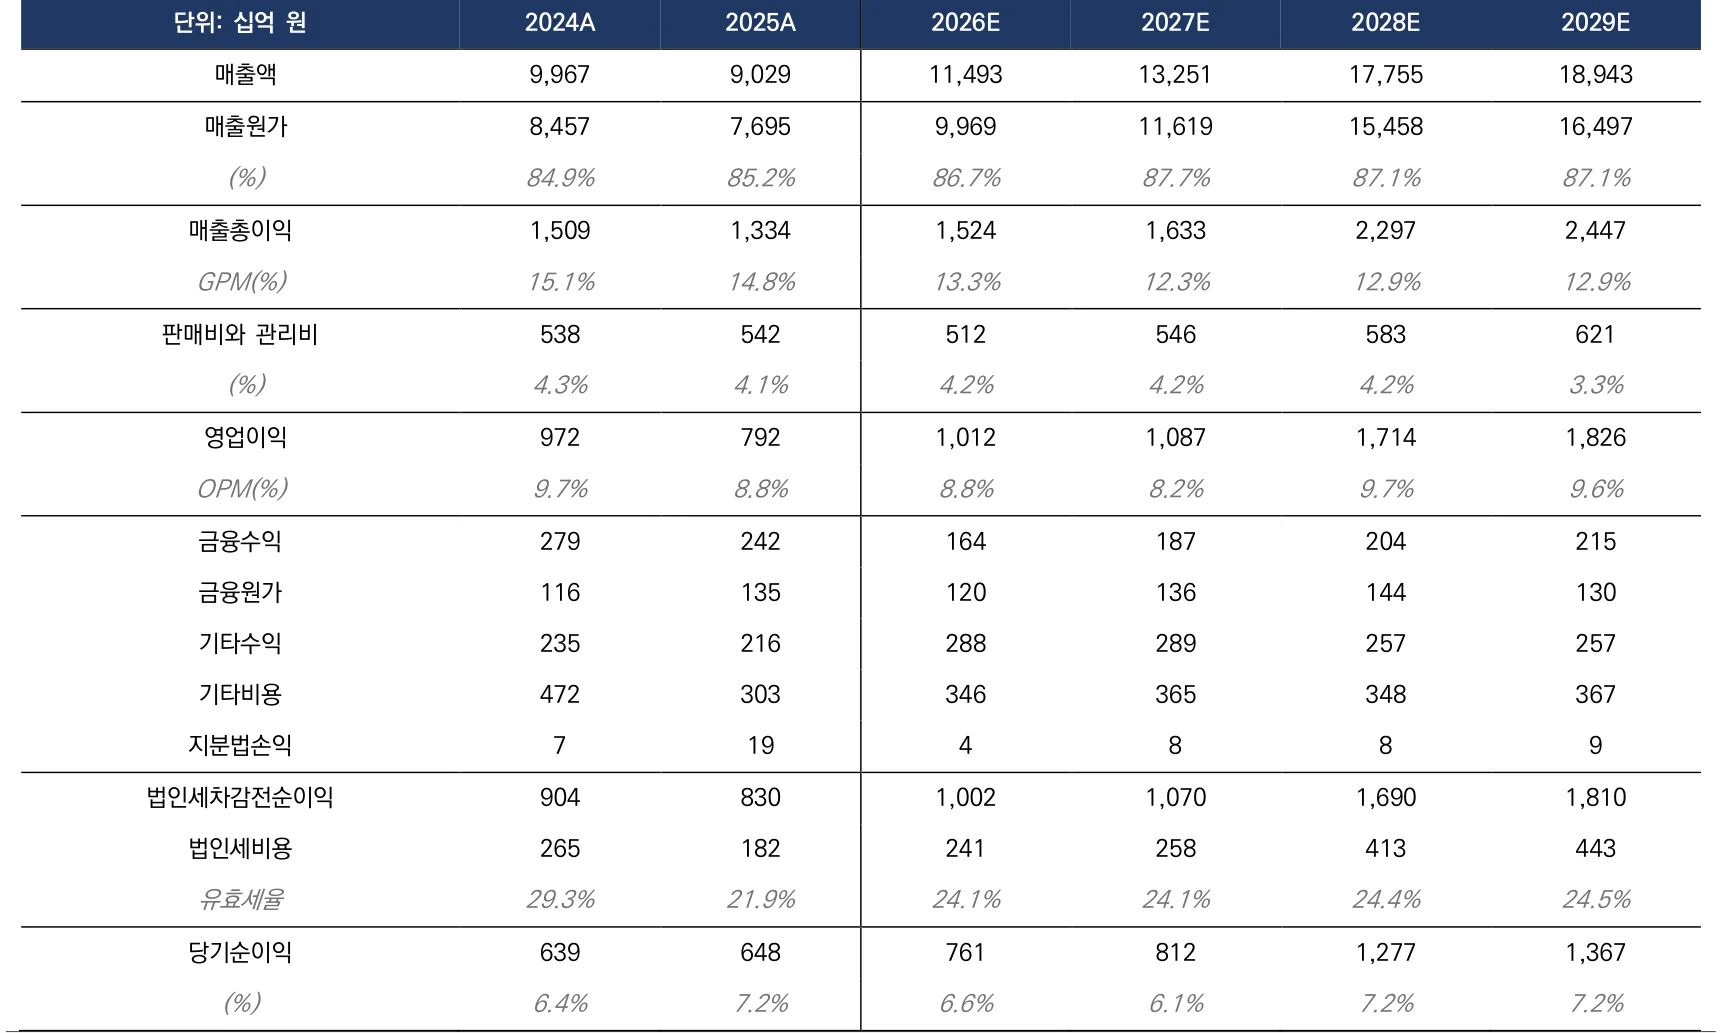 단위: 십억 원 2024A 2025A 2026E 2027E 2028E 2029E
매출액 9,967 9,029 11,493 13,251 17,755 18,943
매출원가 8,457 7,695 9,969 11,619 15,458 16,497
(%) 84.9% 85.2% 86.7% 87.7% 87.1% 87.1%
매출총이익 1,509 1,334 1,524 1,633 2,297 2,447
GPM(%) 15.1% 14.8% 13.3% 12.3% 12.9% 12.9%
판매비와 관리비 538 542 512 546 583 621
(%) 4.3% 4.1% 4.2% 4.2% 4.2% 3.3%
영업이익 972 792 1,012 1,087 1,714 1,826
OPM(%) 9.7% 8.8% 8.8% 8.2% 9.7% 9.6%
금융수익 279 242 164 187 204 215
금융원가 116 135 120 136 144 130
기타수익 235 216 288 289 257 257
기타비용 472 303 346 365 348 367
지분법손익 7 19 4 8 8 9
법인세차감전순이익 904 830 1,002 1,070 1,690 1,810
법인세비용 265 182 241 258 413 443
유효세율 29.3% 21.9% 24.1% 24.1% 24.4% 24.5%
당기순이익 639 648 761 812 1,277 1,367
(%) 6.4% 7.2% 6.6% 6.1% 7.2% 7.2%